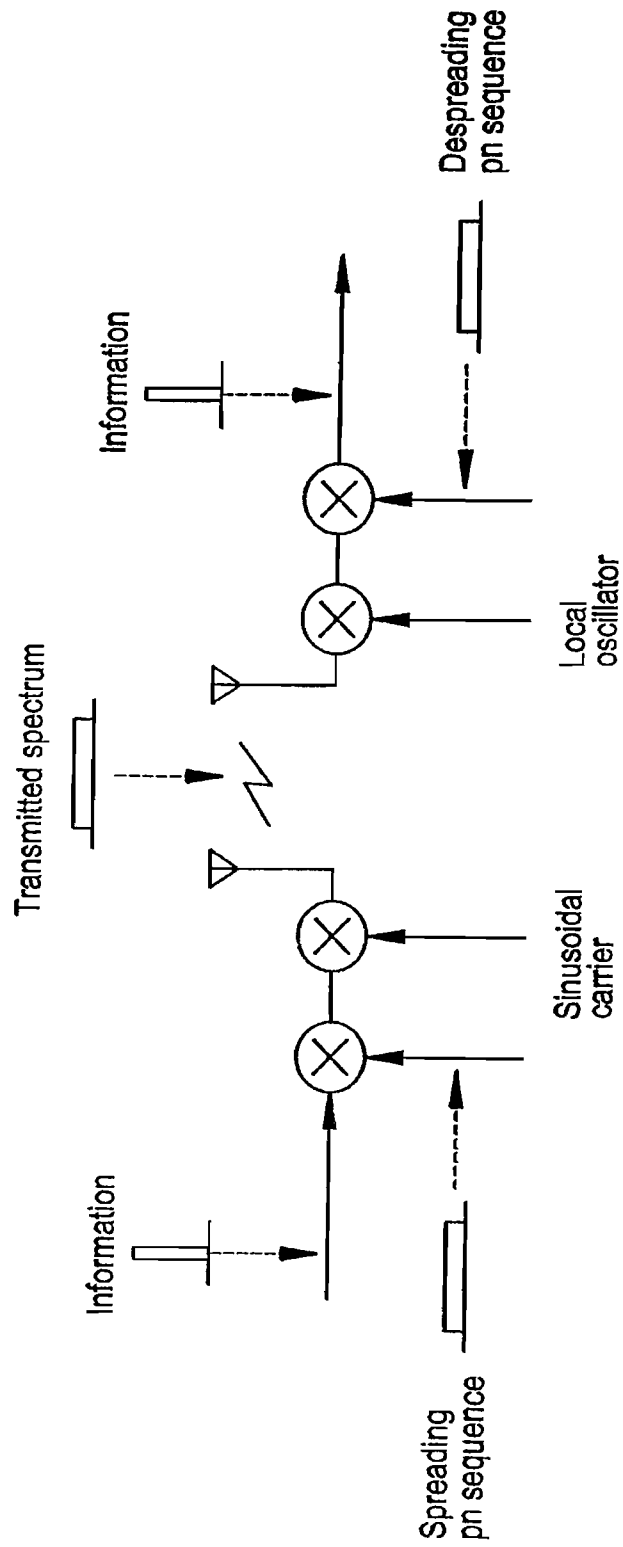 Transmitted spectrum
Information
Information
Spreading
pn sequence
Sinusoidal
carrier
Local
oscillator
Despreading
pn sequence